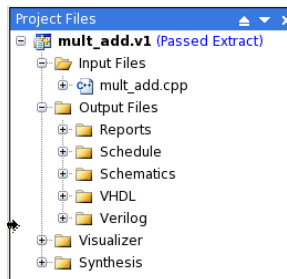 Project Files
mult_add.v1 (Passed Extract)
Input Files
mult_add.cpp
Output Files
Reports
Schedule
Schematics
VHDL
Verilog
Visualizer
Synthesis